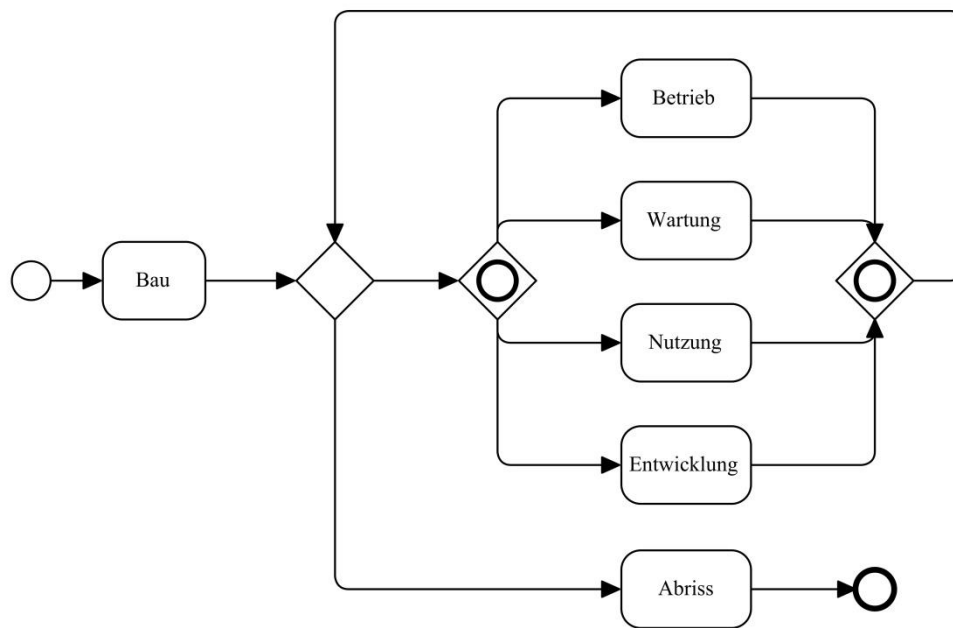 Betrieb
Wartung
Bau
Nutzung
Entwicklung
Abriss